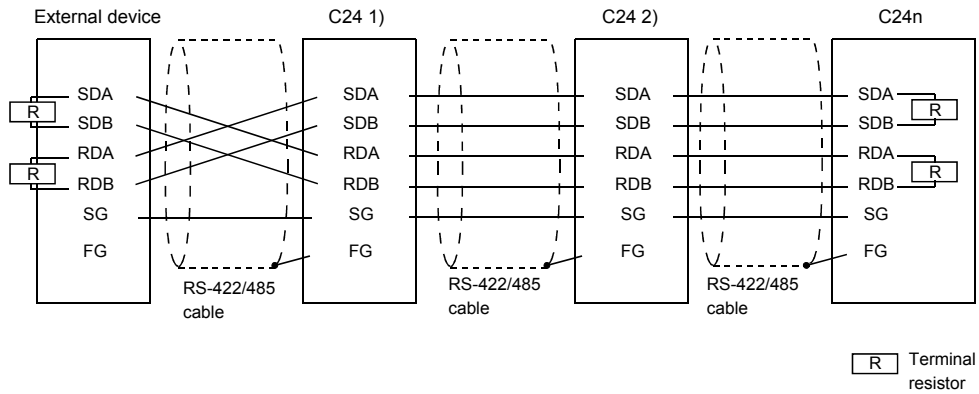 External device C24 1) C24 2) C24n
SDA SDA SDA SDA
R R
SDB SDB SDB SDB
RDA RDA RDA RDA
R R
RDB RDB RDB RDB
SG SG SG SG
FG FG FG FG
RS-422/485 RS-422/485 RS-422/485
cable cable cable
R Terminal
resistor